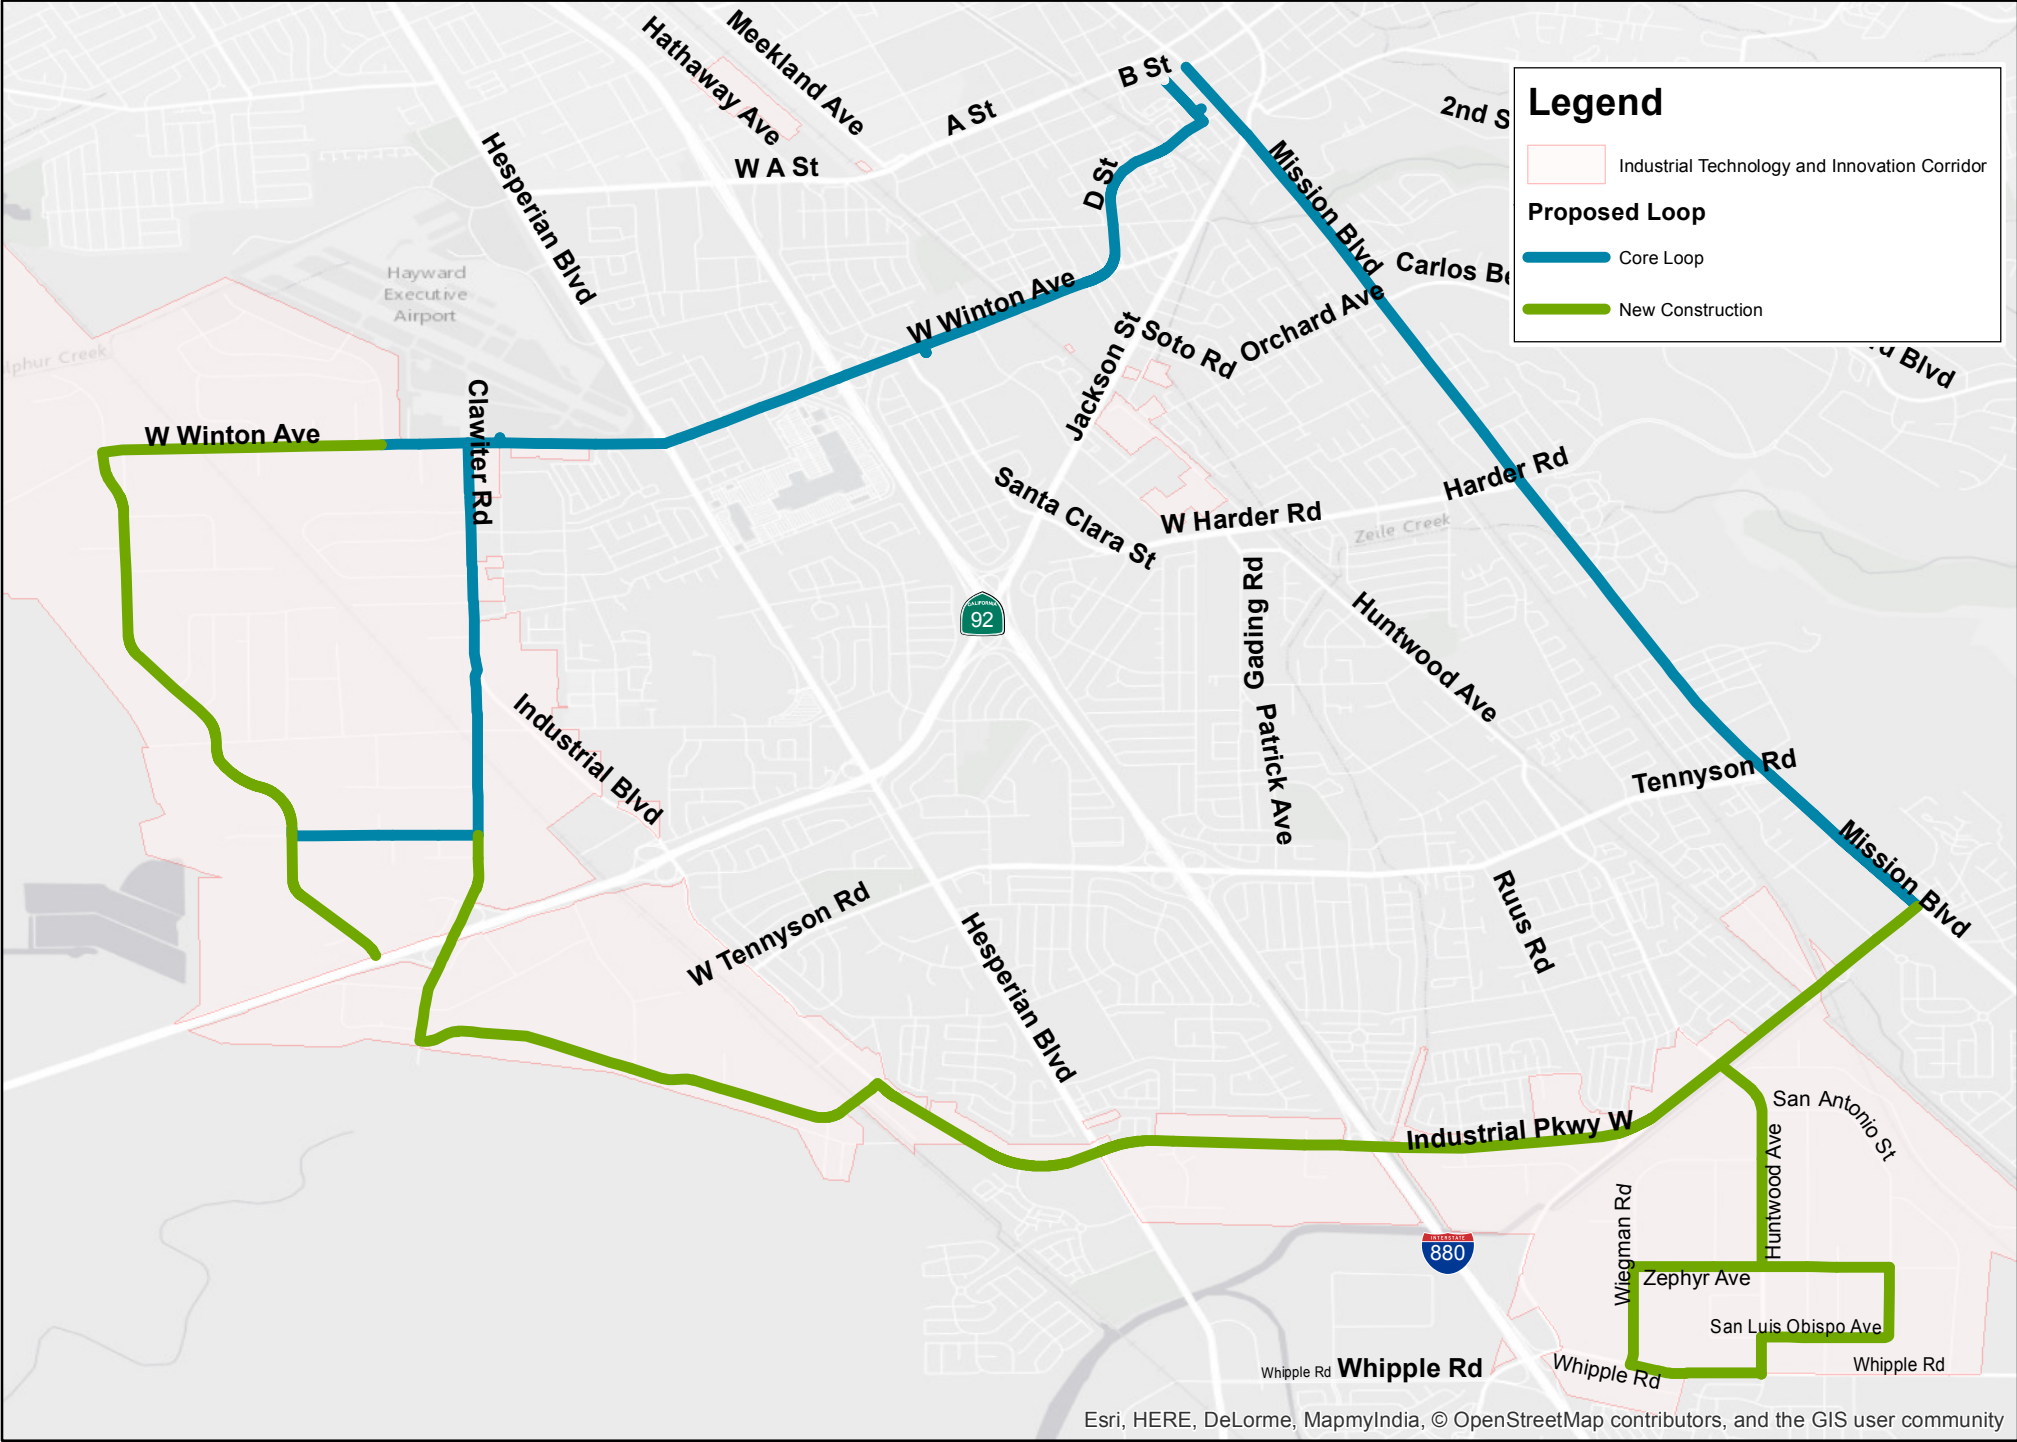 Meekland Ave
Hathaway Ave
B St
A St
W A St
Hesperian Blvd
D St
Mission Blvd
2nd S
Legend
Industrial Technology and Innovation Corridor
Proposed Loop
Core Loop
New Construction
Carlos Be
Blvd
Hayward
Executive
Airport
lphur Creek
W Winton Ave
Soto Rd
Orchard Ave
Jackson St
W Winton Ave
Clawiter Rd
Santa Clara St
W Harder Rd
Harder Rd
Zeile Creek
CALIFORNIA
92
Gading Rd
Huntwood Ave
Patrick Ave
Industrial Blvd
Tennyson Rd
Mission Blvd
W Tennyson Rd
Ruus Rd
Hesperian Blvd
Industrial Pkwy W
San Antonio St
Huntwood Ave
Wiegman Rd
INTERSTATE
880
Zephyr Ave
San Luis Obispo Ave
Whipple Rd
Whipple Rd
Whipple Rd
Whipple Rd
Esri, HERE, DeLorme, MapmyIndia, © OpenStreetMap contributors, and the GIS user community